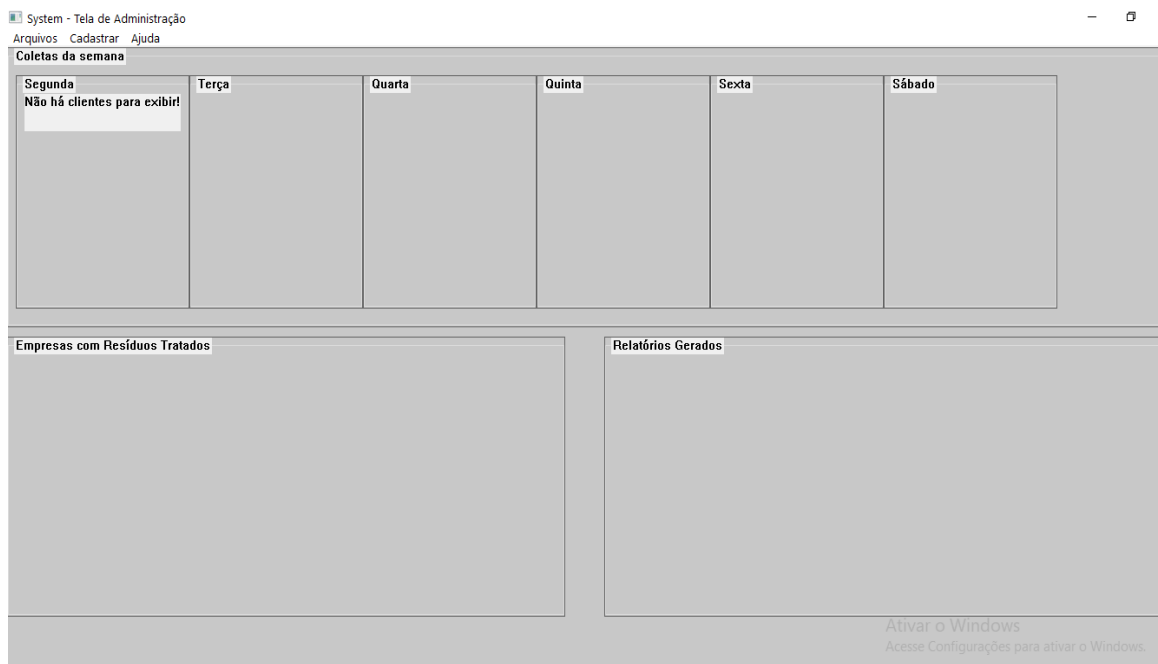 System - Tela de Administração
Arquivos Cadastrar Ajuda
Coletas da semana
Segunda Terça Quarta Quinta Sexta Sábado
Não há clientes para exibir!
Empresas com Resíduos Tratados Relatórios Gerados
Ativar o Windows
Acesse Configurações para ativar o Windows.